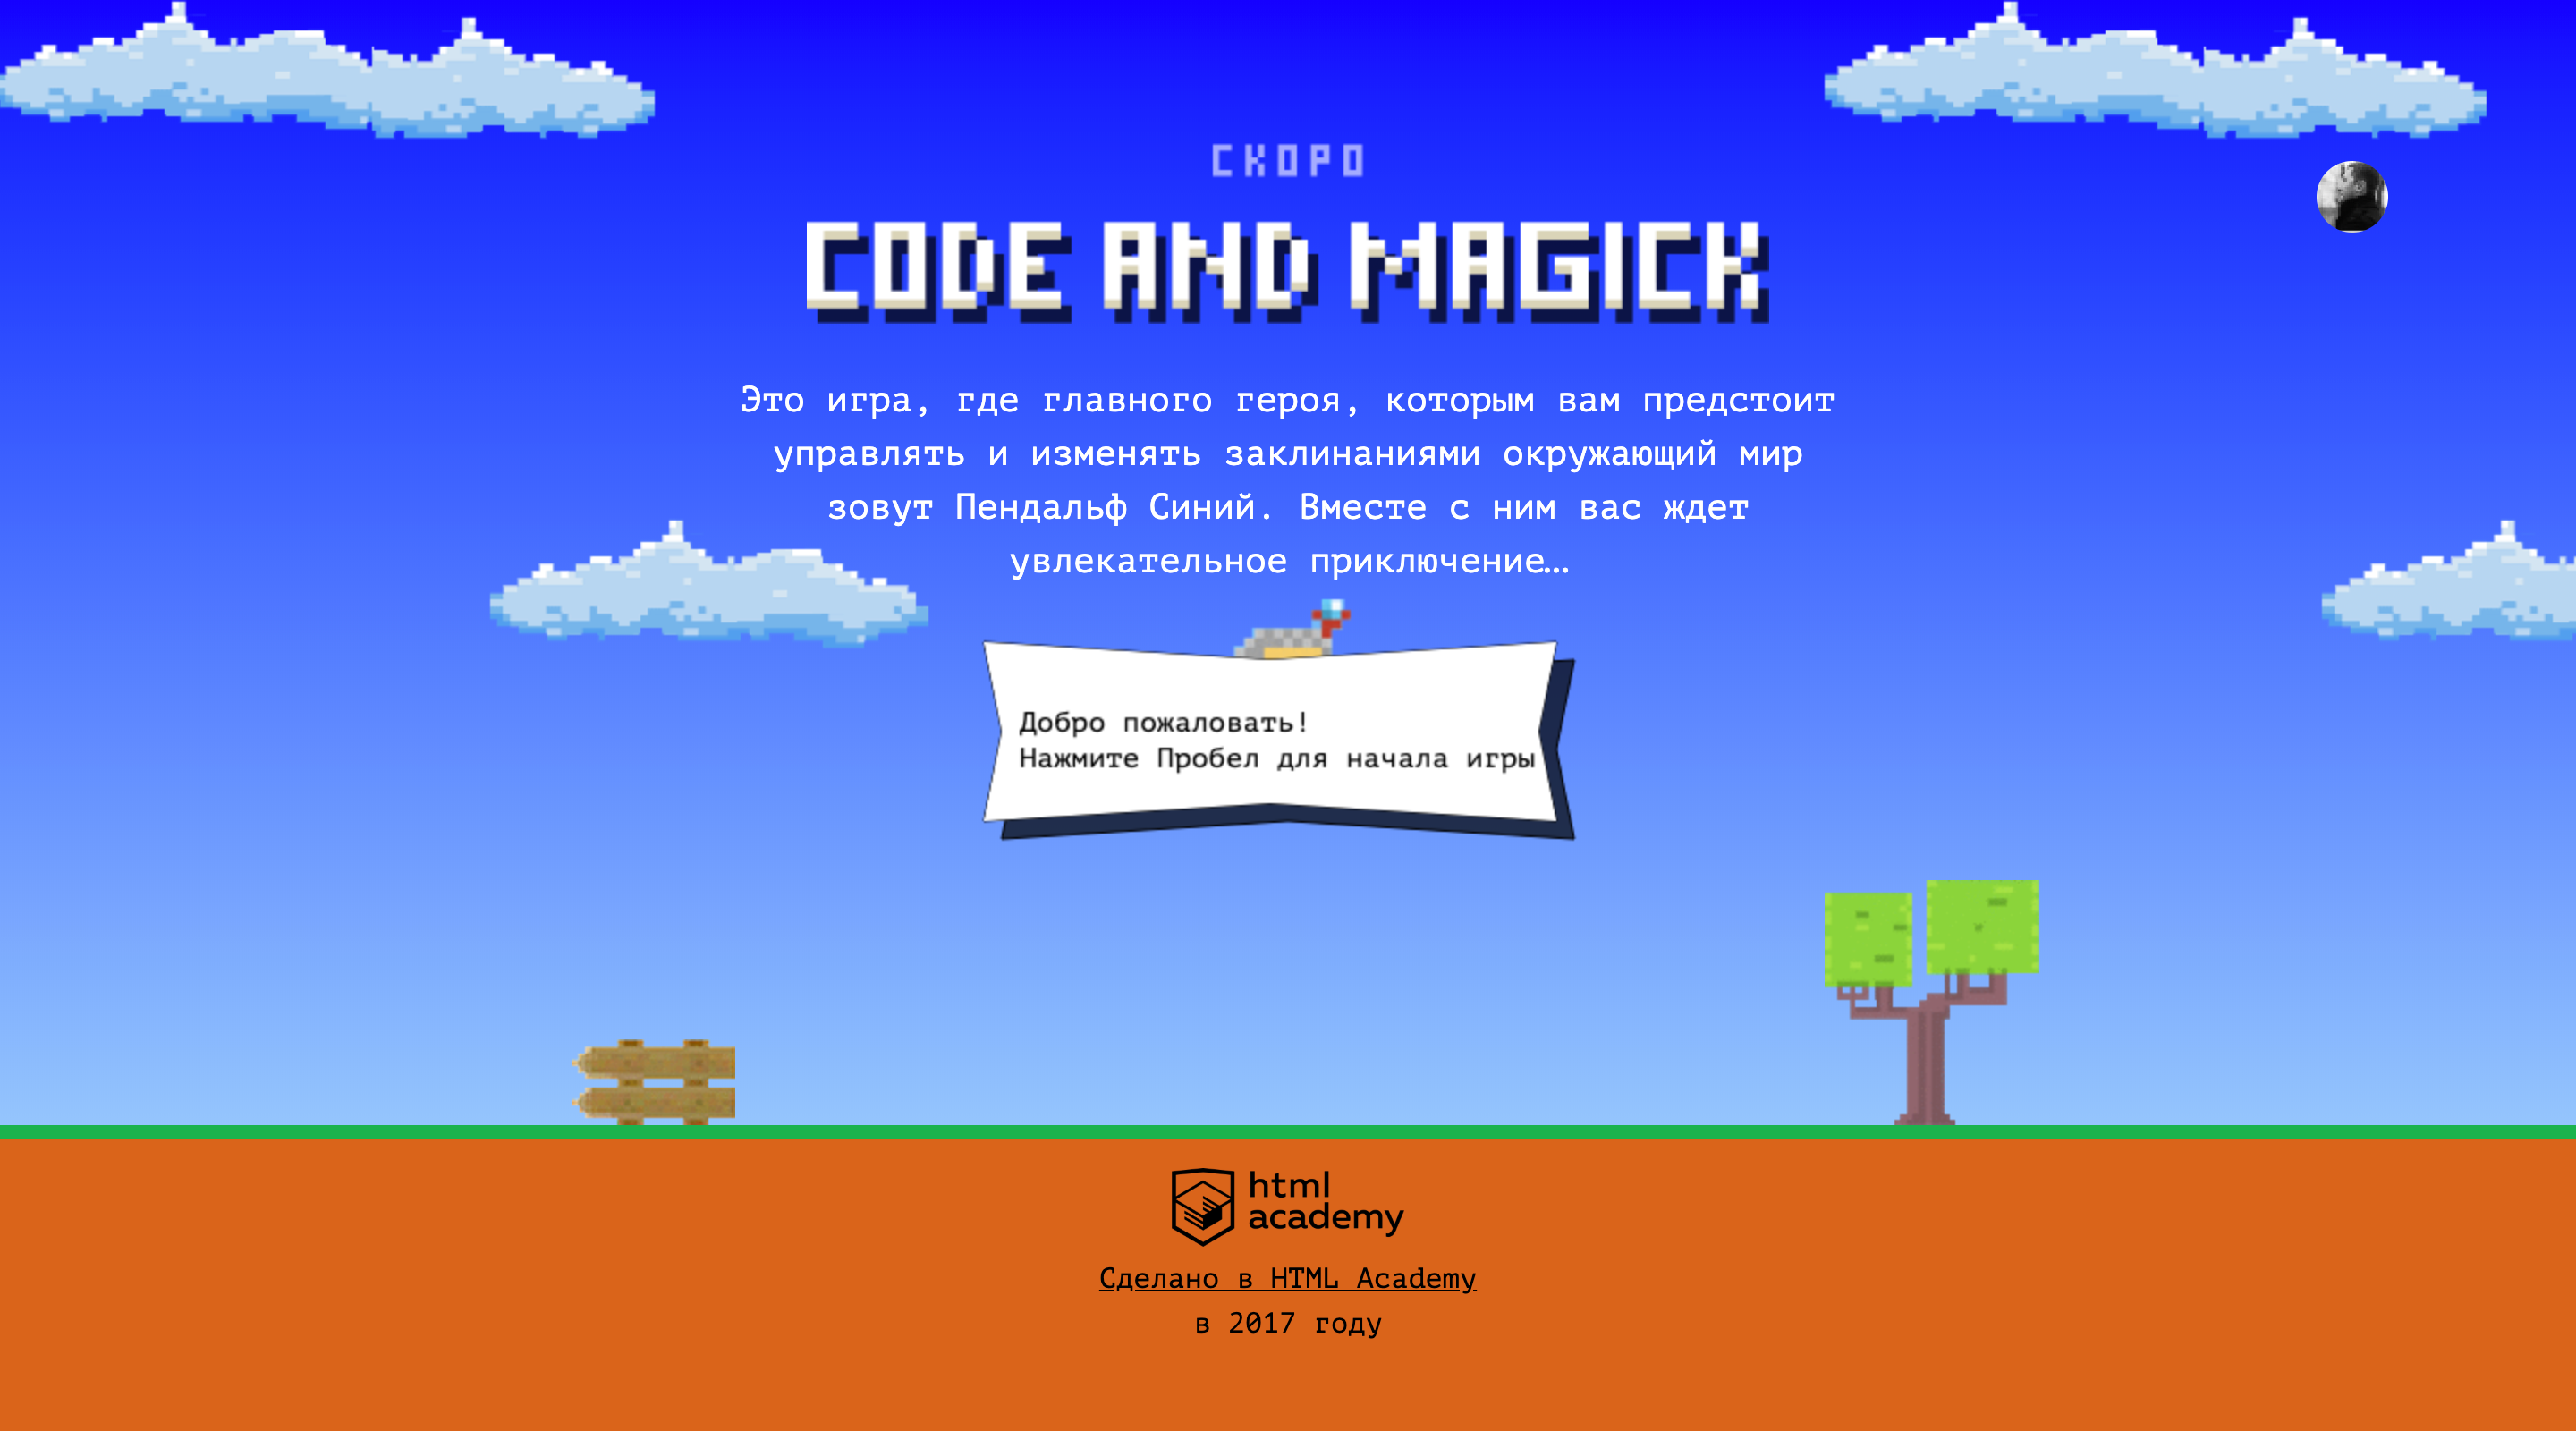 СКОРО
CODE AND MAGICK
Это игра, где главного героя, которым вам предстоит
управлять и изменять заклинаниями окружающий мир
зовут Пендальф Синий. Вместе с ним вас ждет
увлекательное приключение…
Добро пожаловать!
Нажмите Пробел для начала игры
html
academy
Сделано в HTML Academy
в 2017 году